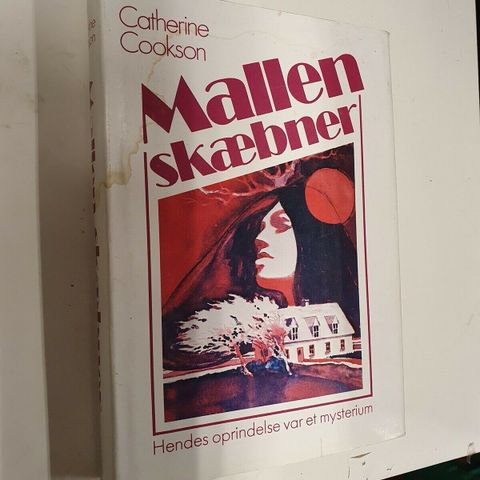 Catherine
Cookson
Mallen
skæbner
Hendes oprindelse var et mysterium